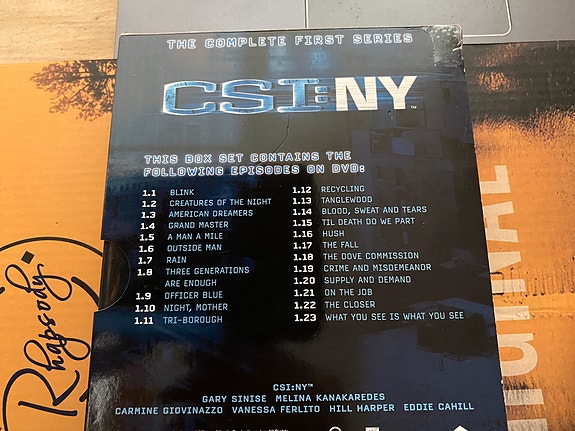 THE COMPLETE FIRST SERIES
CSI:NY™
THIS BOX SET CONTAINS THE
FOLLOWING EPISODES ON DVD:
1.1 BLINK
1.2 CREATURES OF THE NIGHT
1.3 AMERICAN DREAMERS
1.4 GRAND MASTER
1.5 A MAN A MILE
1.6 OUTSIDE MAN
1.7 RAIN
1.8 THREE GENERATIONS
ARE ENOUGH
1.9 OFFICER BLUE
1.10 NIGHT, MOTHER
1.11 TRI-BOROUGH
1.12 RECYCLING
1.13 TANGLEWOOD
1.14 BLOOD, SWEAT AND TEARS
1.15 TIL DEATH DO WE PART
1.16 HUSH
1.17 THE FALL
1.18 THE DOVE COMMISSION
1.19 CRIME AND MISDEMEANOR
1.20 SUPPLY AND DEMAND
1.21 ON THE JOB
1.22 THE CLOSER
1.23 WHAT YOU SEE IS WHAT YOU SEE
CSI:NY™
GARY SINISE MELINA KANAKAREDES
CARMINE GIOVINAZZO VANESSA FERLITO HILL HARPER EDDIE CAHILL
Rhapsody